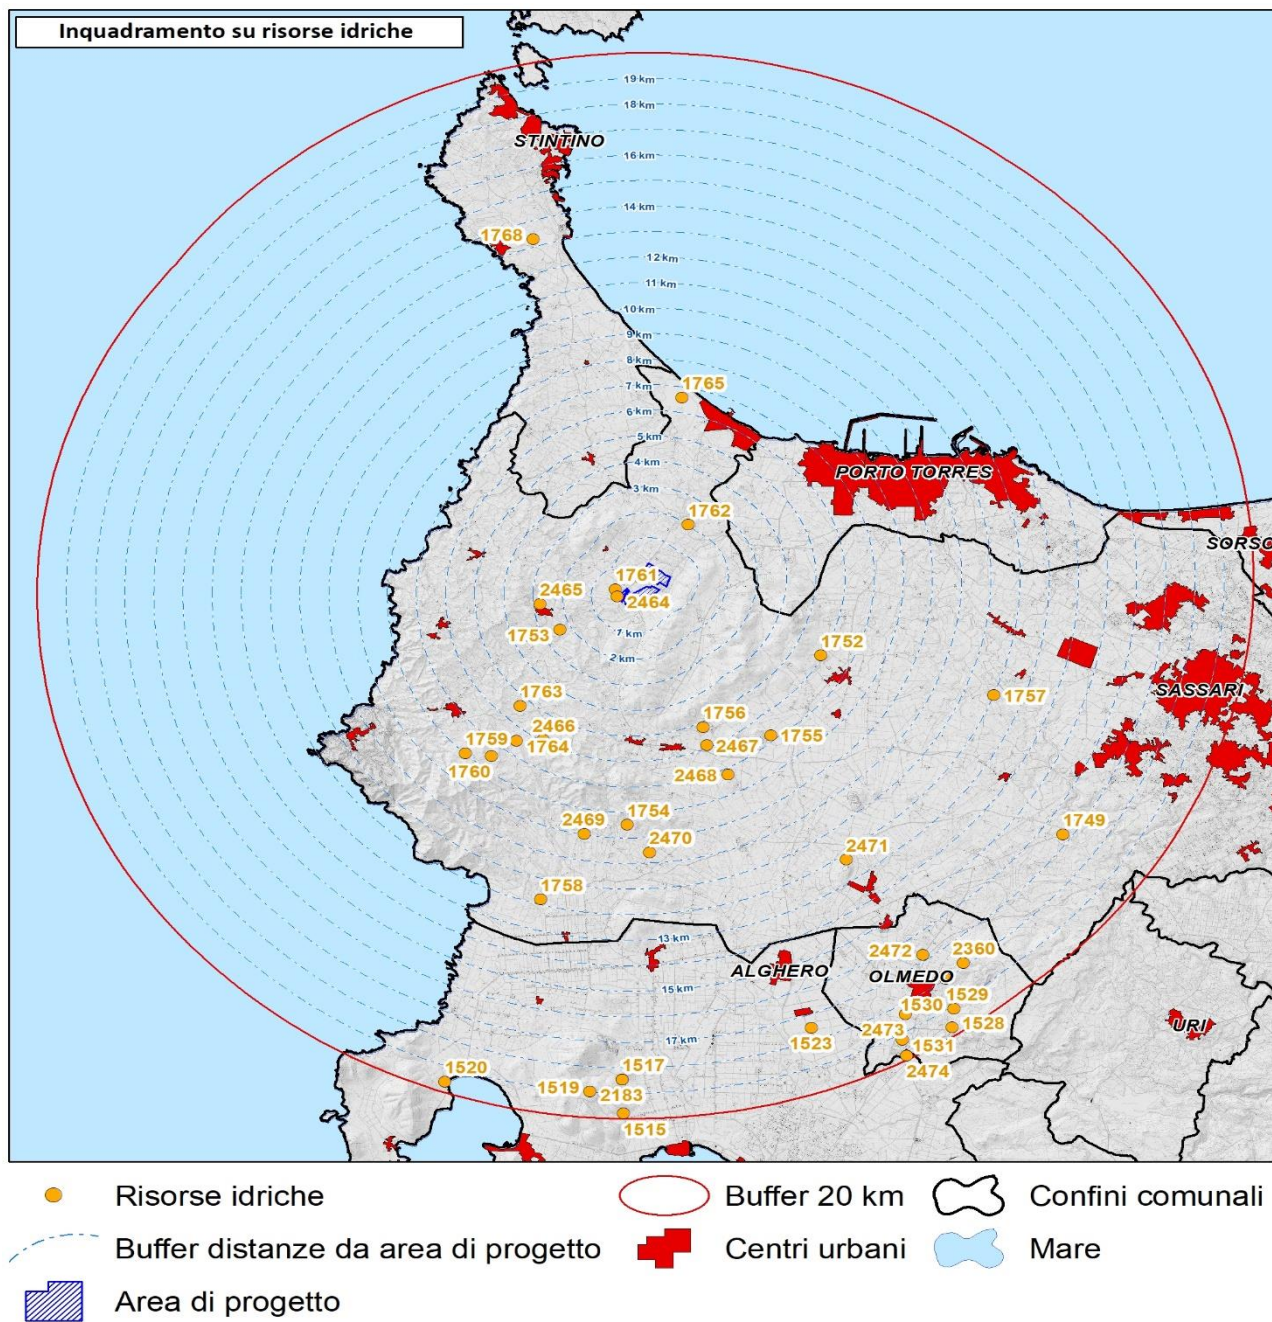 Inquadramento su risorse idriche
19 km
18 km
STINTINO
16 km
14 km
1768
12 km
11 km
10 km
9 km
8 km
7 km
1765
6 km
5 km
4 km
PORTO TORRES
3 km
1762
SORSO
1761
2465
2464
1753
1 km
1752
2 km
SASSARI
1763
1757
1756
2466
1759
1764
2467
1755
1760
2468
1754
2469
1749
2470
2471
1758
13 km
2472
2360
ALGHERO
OLMEDO
15 km
1529
1530
URI
2473
1528
1523
17 km
1531
1520
1517
2474
1519
2183
1515
Risorse idriche
Buffer 20 km
Confini comunali
Buffer distanze da area di progetto
Centri urbani
Mare
Area di progetto